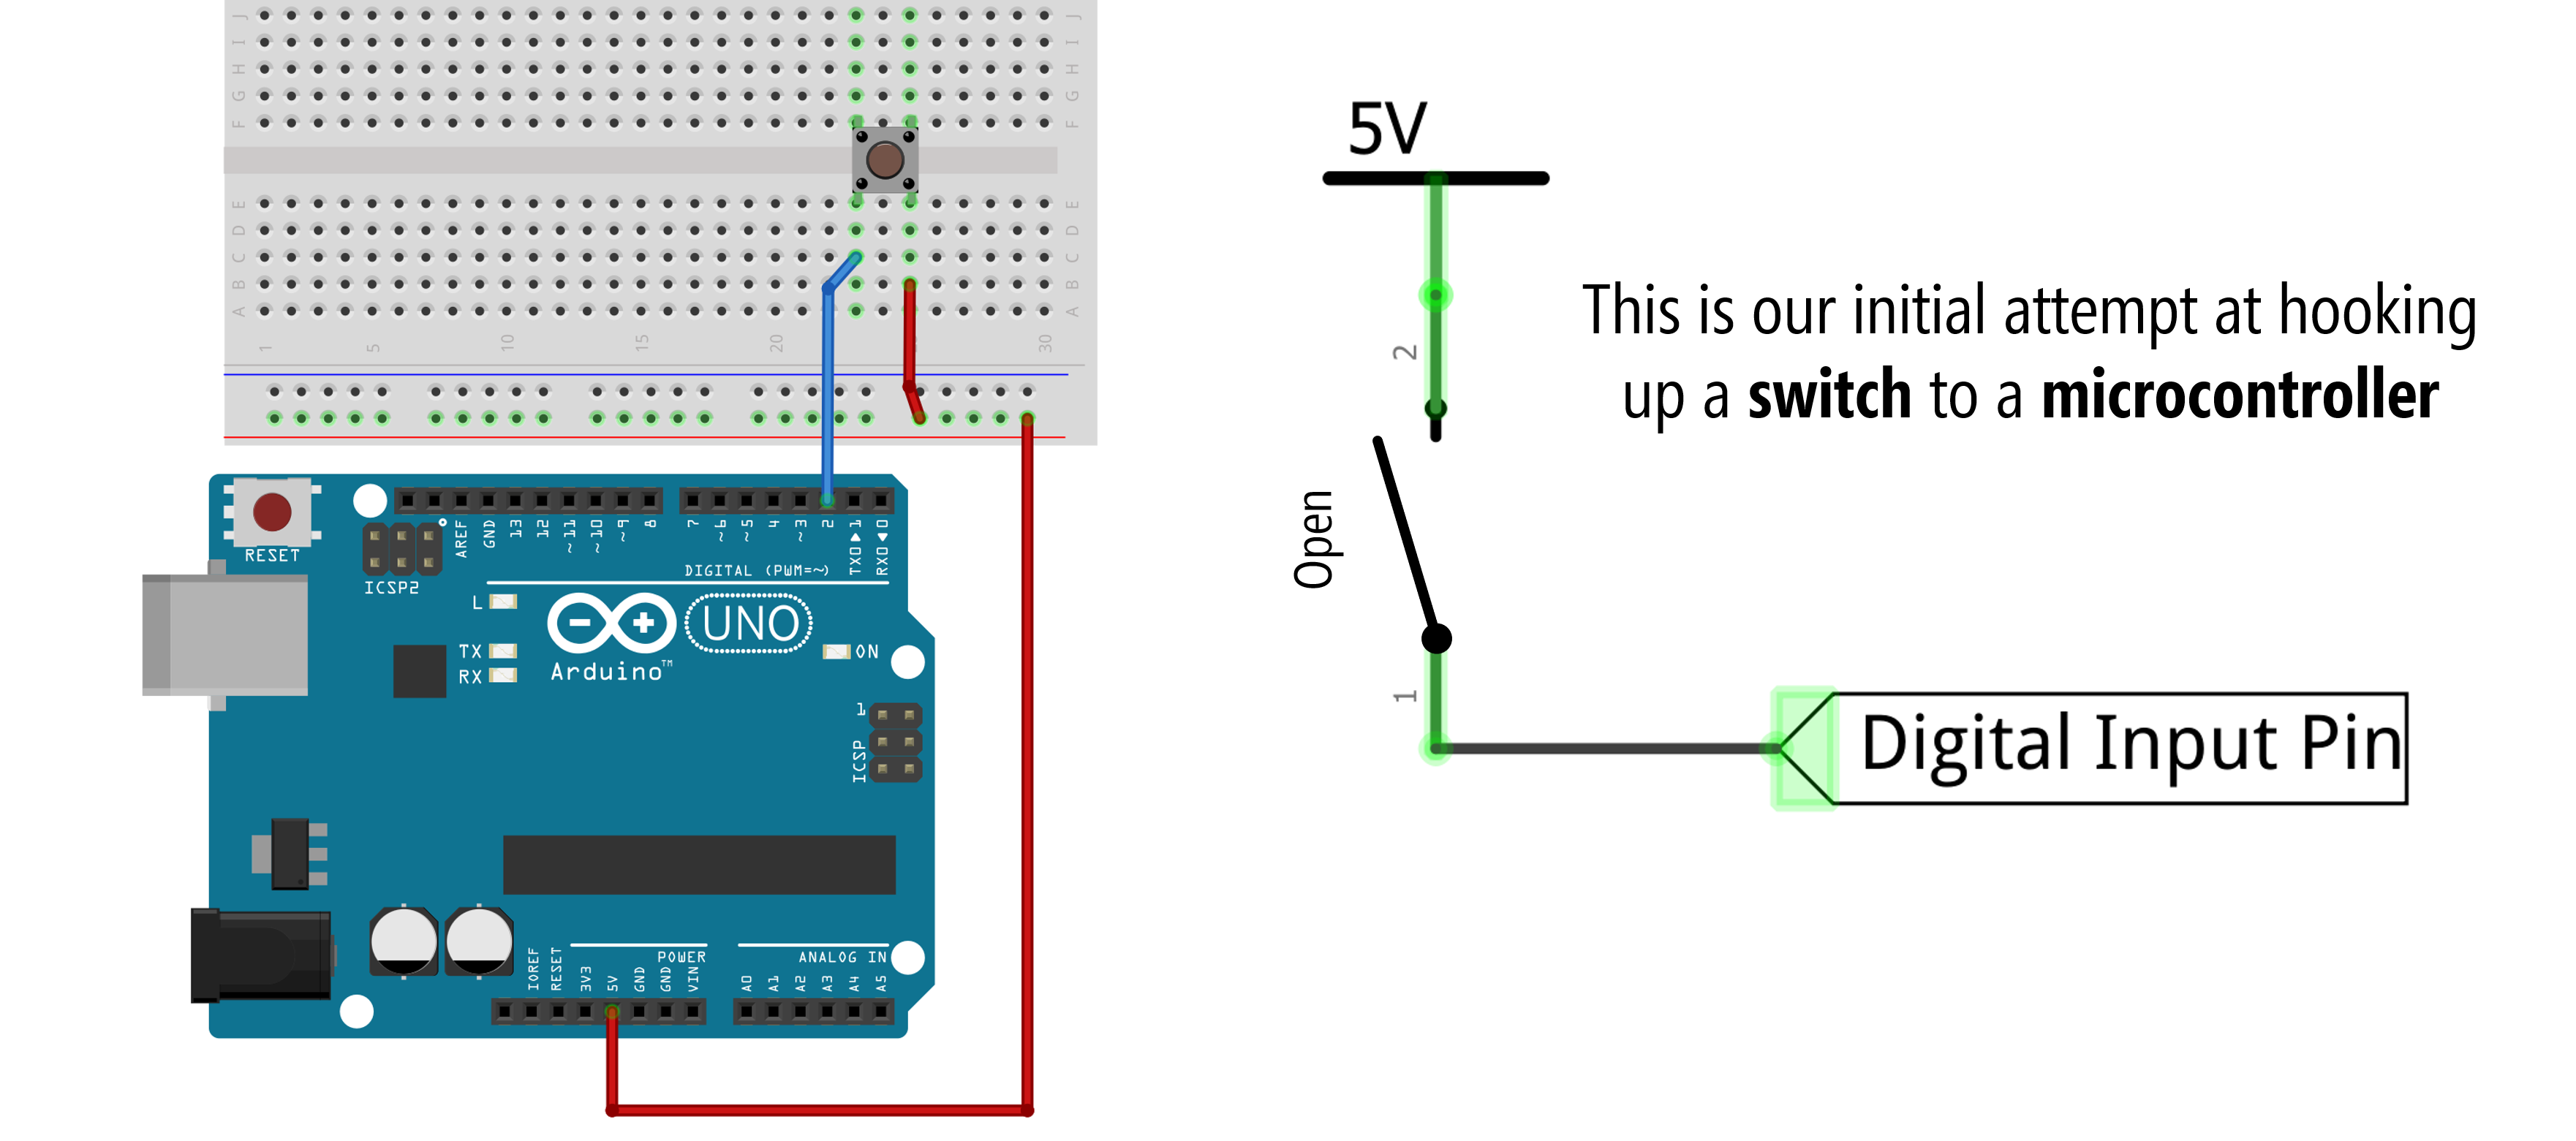 J J
I I
H H
G G
F F
E E
D D
C C
B B
A A
1 5 10 15 20 30
5V
This is our initial attempt at hooking
up a switch to a microcontroller
2
Open
1
Digital Input Pin
RESET
ICSP2
AREF GND 13 12 ~11 ~10 ~9 8 7 ~6 ~5 4 ~3 2 TX0▶1 RX0◀0
DIGITAL (PWM=~)
L
TX
RX
UNO
Arduino™
ON
1
ICSP
POWER
ANALOG IN
IOREF RESET 3V3 5V GND GND VIN A0 A1 A2 A3 A4 A5